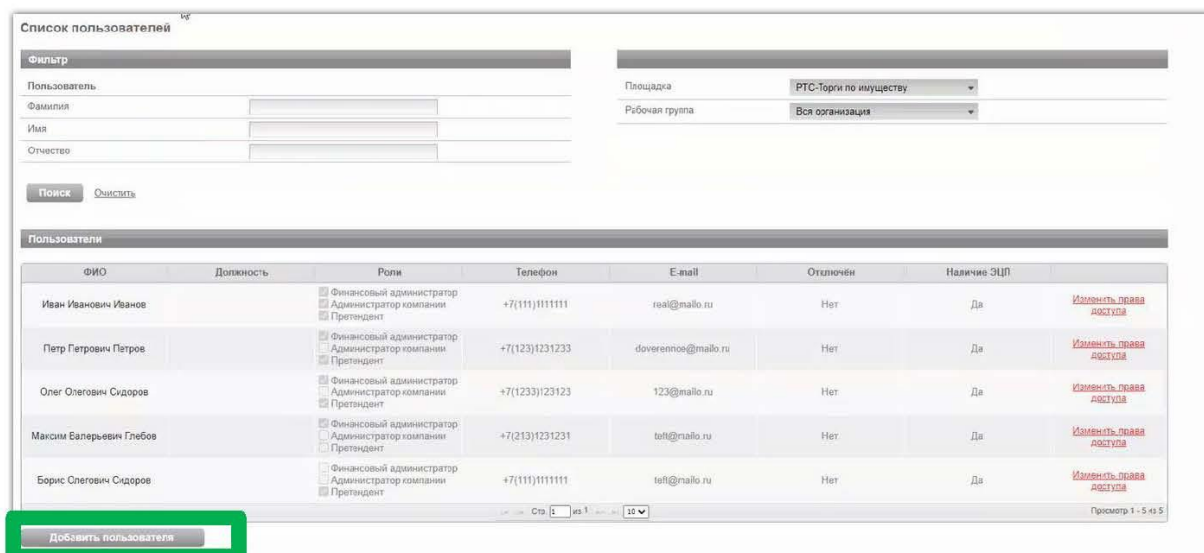 Список пользователей
Фильтр
Пользователь
Фамилия
Имя
Отчество
Площадка РТС-Торги по имуществу
Рабочая группа Вся организация
Поиск Очистить
Пользователи
ФИО Должность Роли Телефон E-mail Отключён Наличие ЭЦП
Финансовый администратор
Иван Иванович Иванов Администратор компании +7(111)1111111 real@mailo.ru Нет Да Изменить права доступа
Претендент
Финансовый администратор
Петр Петрович Петров Администратор компании +7(123)1231233 doverennoe@mailo.ru Нет Да Изменить права доступа
Претендент
Финансовый администратор
Олег Олегович Сидоров Администратор компании +7(1233)123123 123@mailo.ru Нет Да Изменить права доступа
Претендент
Финансовый администратор
Максим Валерьевич Глебов Администратор компании +7(213)1231231 Нет Да Изменить права доступа
Претендент
Финансовый администратор
Борис Олегович Сидоров Администратор компании +7(111)1111111 Нет Да Изменить права доступа
Претендент
Стр. 1 из 1 10 Просмотр 1 - 5 из 5
Добавить пользователя